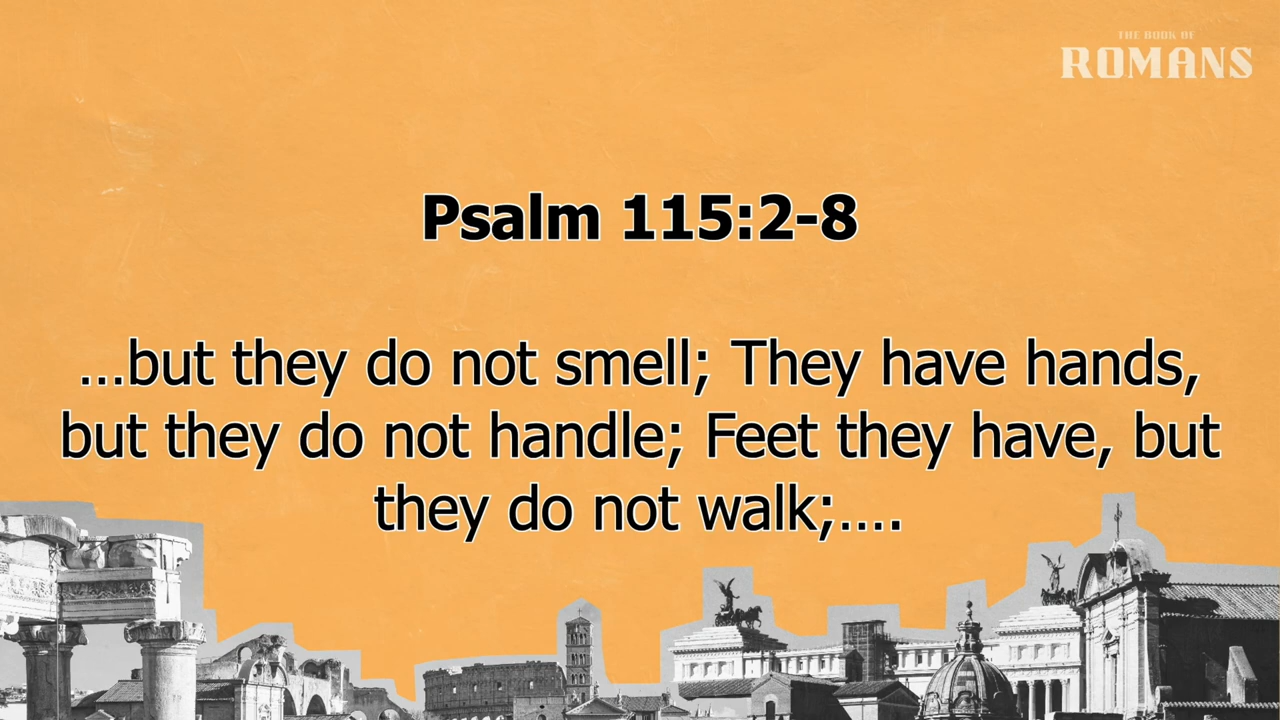 THE BOOK OF
ROMANS
Psalm 115:2-8
...but they do not smell; They have hands,
but they do not handle; Feet they have, but
they do not walk;....